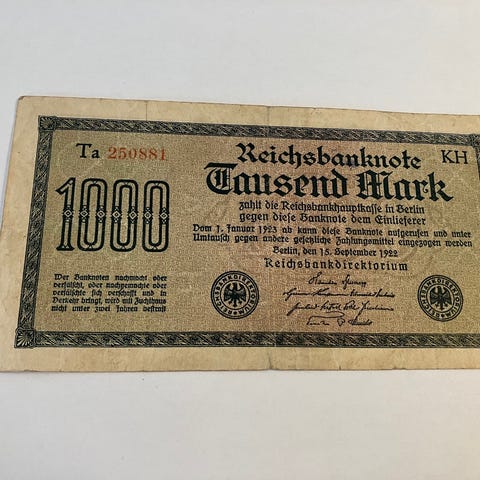 Ta 250881
KH
1000
Reichsbanknote
Tausend Mark
zahlt die Reichsbankhauptkasse in Berlin
gegen diese Banknote dem Einlieferer
Vom 1. Januar 1923 ab kann diese Banknote aufgerufen und unter
Umtausch gegen andere gesetzliche Zahlungsmittel eingezogen werden
Berlin, den 15. September 1922
Reichsbankdirektorium
Wer Banknoten nachmacht oder
verfälscht, oder nachgemachte oder
verfälschte sich verschafft und in
Verkehr bringt, wird mit Zuchthaus
nicht unter zwei Jahren bestraft